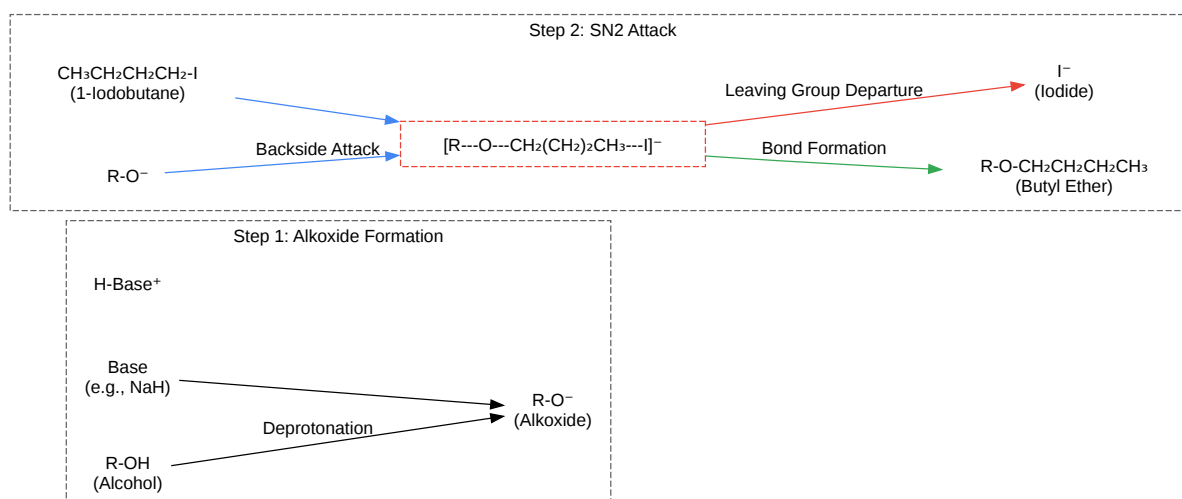 Step 2: SN2 Attack
CH₃CH₂CH₂CH₂-I
(1-Iodobutane)
I⁻
(Iodide)
Leaving Group Departure
Backside Attack
[R---O---CH₂(CH₂)₂CH₃---I]⁻
Bond Formation
R-O⁻
R-O-CH₂CH₂CH₂CH₃
(Butyl Ether)
Step 1: Alkoxide Formation
H-Base⁺
Base
(e.g., NaH)
R-O⁻
(Alkoxide)
Deprotonation
R-OH
(Alcohol)